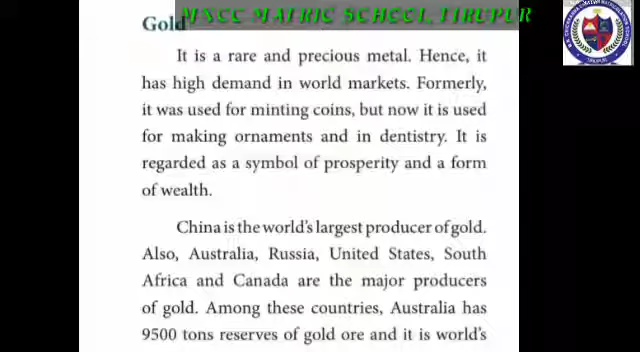 MNCC MATRIC SCHOOL, TIRUPUR
Gold
It is a rare and precious metal. Hence, it
has high demand in world markets. Formerly,
it was used for minting coins, but now it is used
for making ornaments and in dentistry. It is
regarded as a symbol of prosperity and a form
of wealth.
China is the world's largest producer of gold.
Also, Australia, Russia, United States, South
Africa and Canada are the major producers
of gold. Among these countries, Australia has
9500 tons reserves of gold ore and it is world's
TIRUPUR